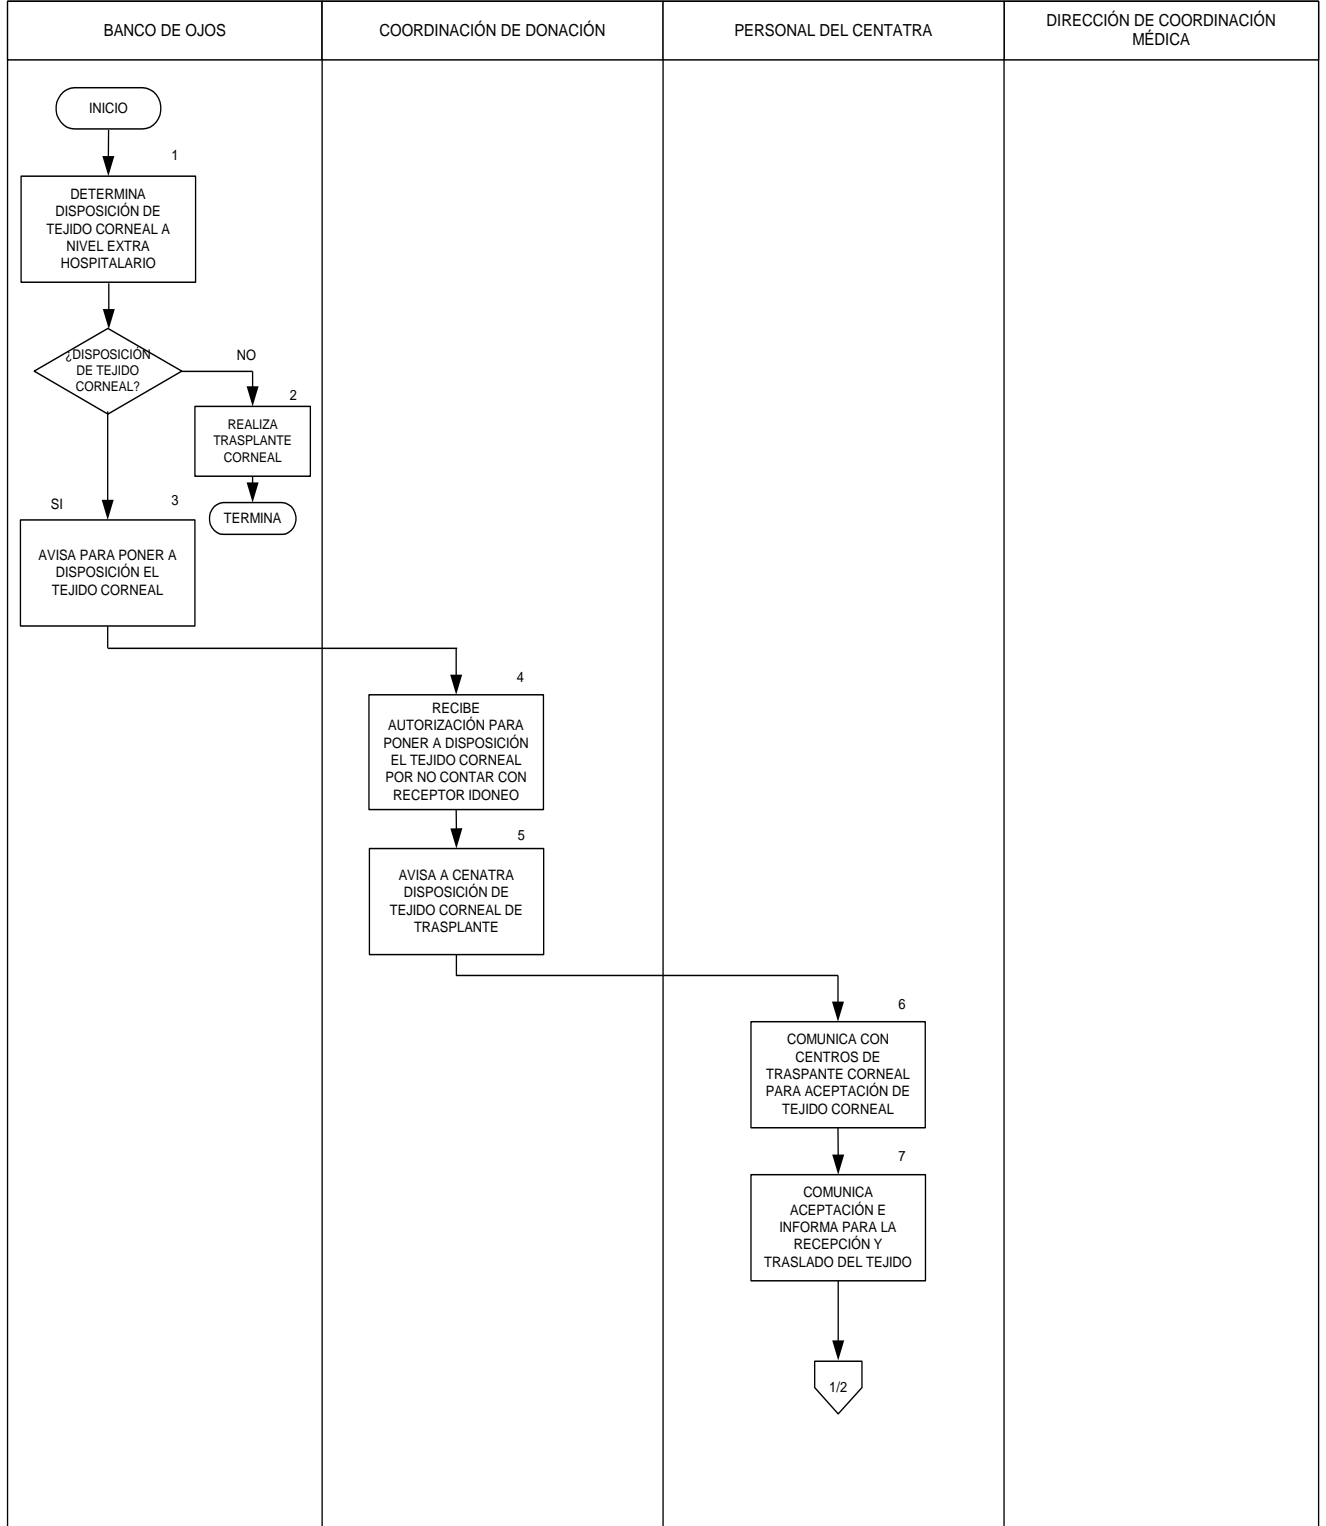 BANCO DE OJOS
COORDINACIÓN DE DONACIÓN
PERSONAL DEL CENTATRA
DIRECCIÓN DE COORDINACIÓN
MÉDICA
INICIO
1
DETERMINA
DISPOSICIÓN DE
TEJIDO CORNEAL A
NIVEL EXTRA
HOSPITALARIO
¿DISPOSICIÓN
DE TEJIDO
CORNEAL?
NO
2
REALIZA
TRASPLANTE
CORNEAL
TERMINA
SI
3
AVISA PARA PONER A
DISPOSICIÓN EL
TEJIDO CORNEAL
4
RECIBE
AUTORIZACIÓN PARA
PONER A DISPOSICIÓN
EL TEJIDO CORNEAL
POR NO CONTAR CON
RECEPTOR IDONEO
5
AVISA A CENATRA
DISPOSICIÓN DE
TEJIDO CORNEAL DE
TRASPLANTE
6
COMUNICA CON
CENTROS DE
TRASPANTE CORNEAL
PARA ACEPTACIÓN DE
TEJIDO CORNEAL
7
COMUNICA
ACEPTACIÓN E
INFORMA PARA LA
RECEPCIÓN Y
TRASLADO DEL TEJIDO
1/2